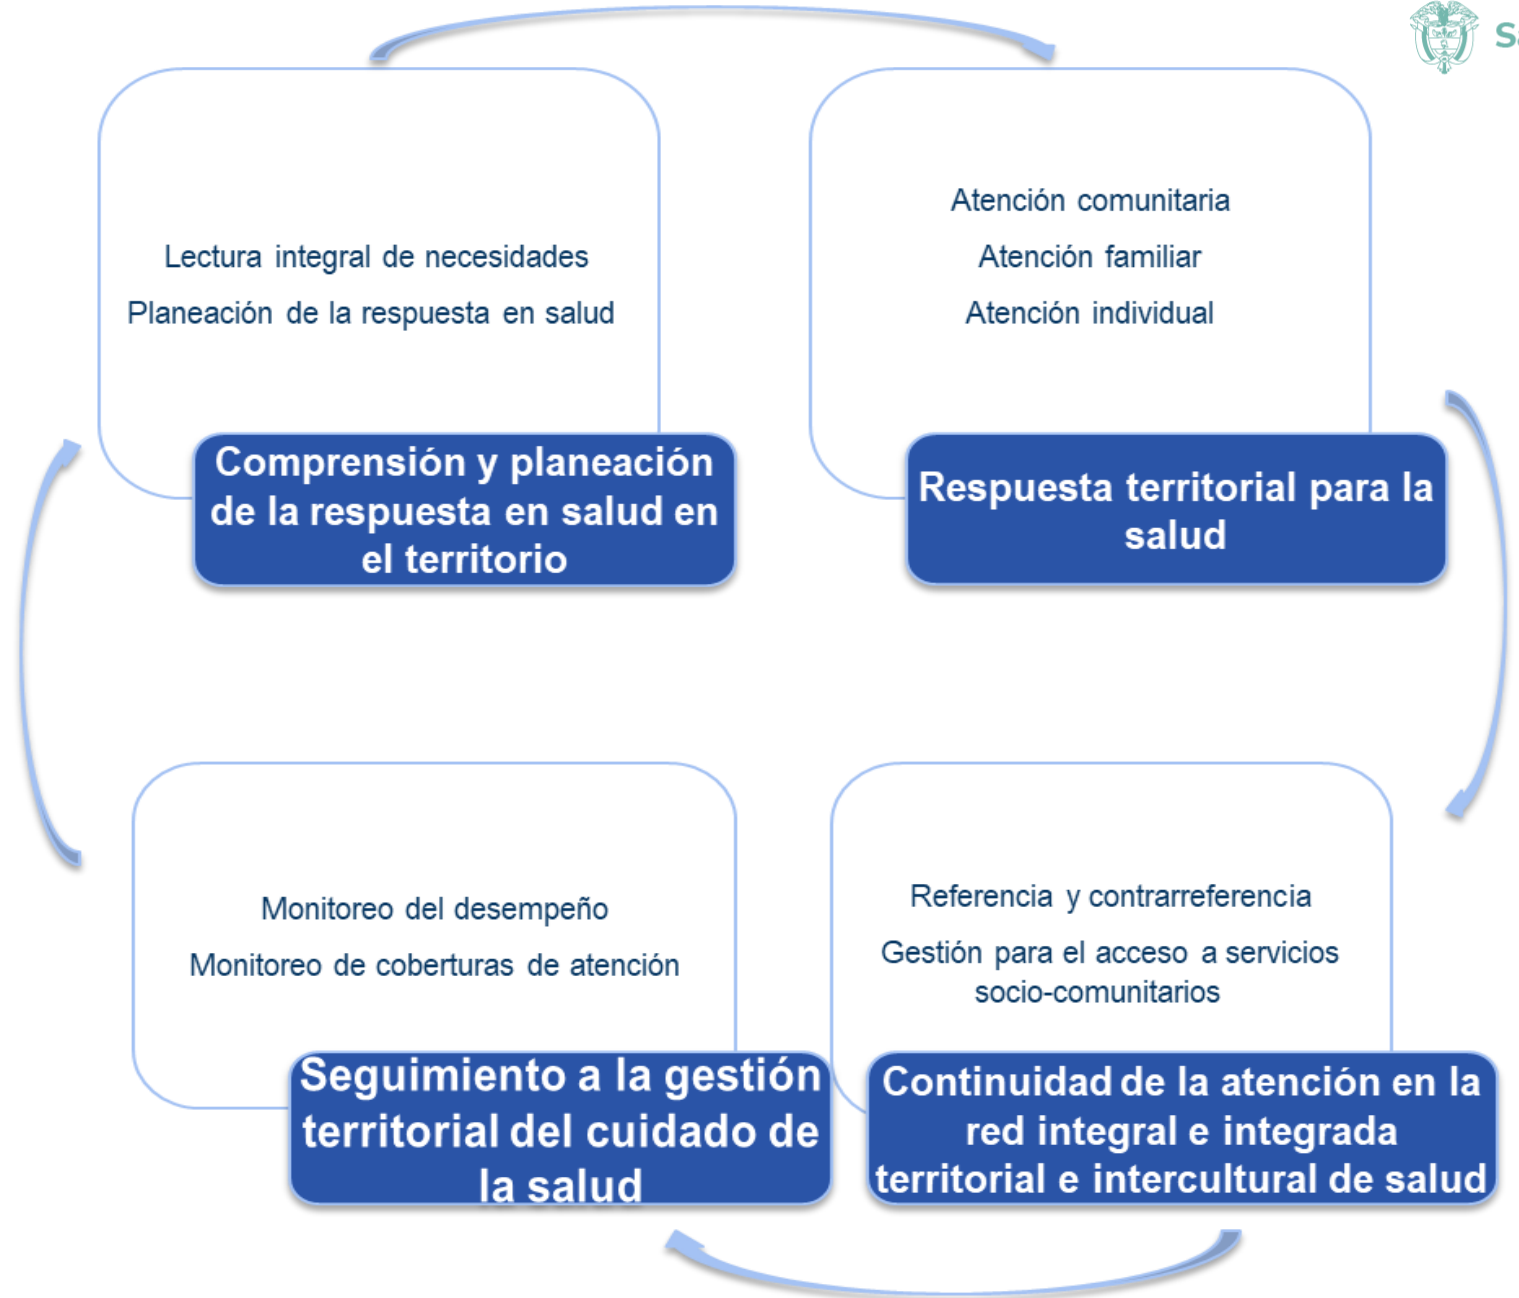 Lectura integral de necesidades
Planeación de la respuesta en salud
Comprensión y planeación
de la respuesta en salud en
el territorio
Atención comunitaria
Atención familiar
Atención individual
Respuesta territorial para la
salud
Monitoreo del desempeño
Monitoreo de coberturas de atención
Seguimiento a la gestión
territorial del cuidado de
la salud
Referencia y contrarreferencia
Gestión para el acceso a servicios
socio-comunitarios
Continuidad de la atención en la
red integral e integrada
territorial e intercultural de salud